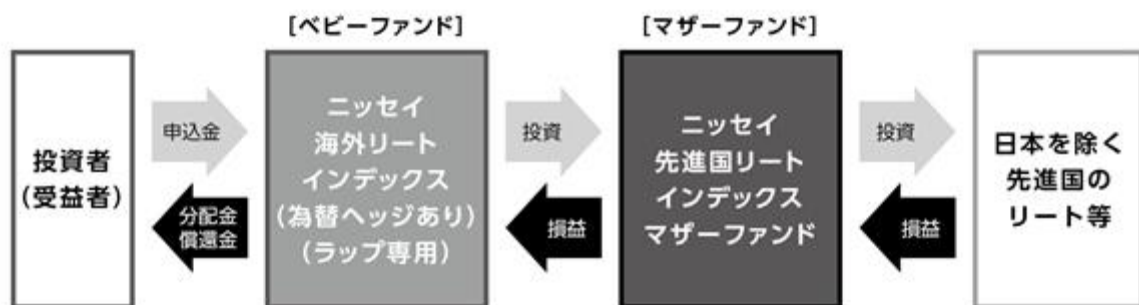 [ベビーファンド]
[マザーファンド]
投資者
(受益者)
申込金
分配金
償還金
ニッセイ
海外リート
インデックス
(為替ヘッジあり)
(ラップ専用)
投資
損益
ニッセイ
先進国リート
インデックス
マザーファンド
投資
損益
日本を除く
先進国の
リート等